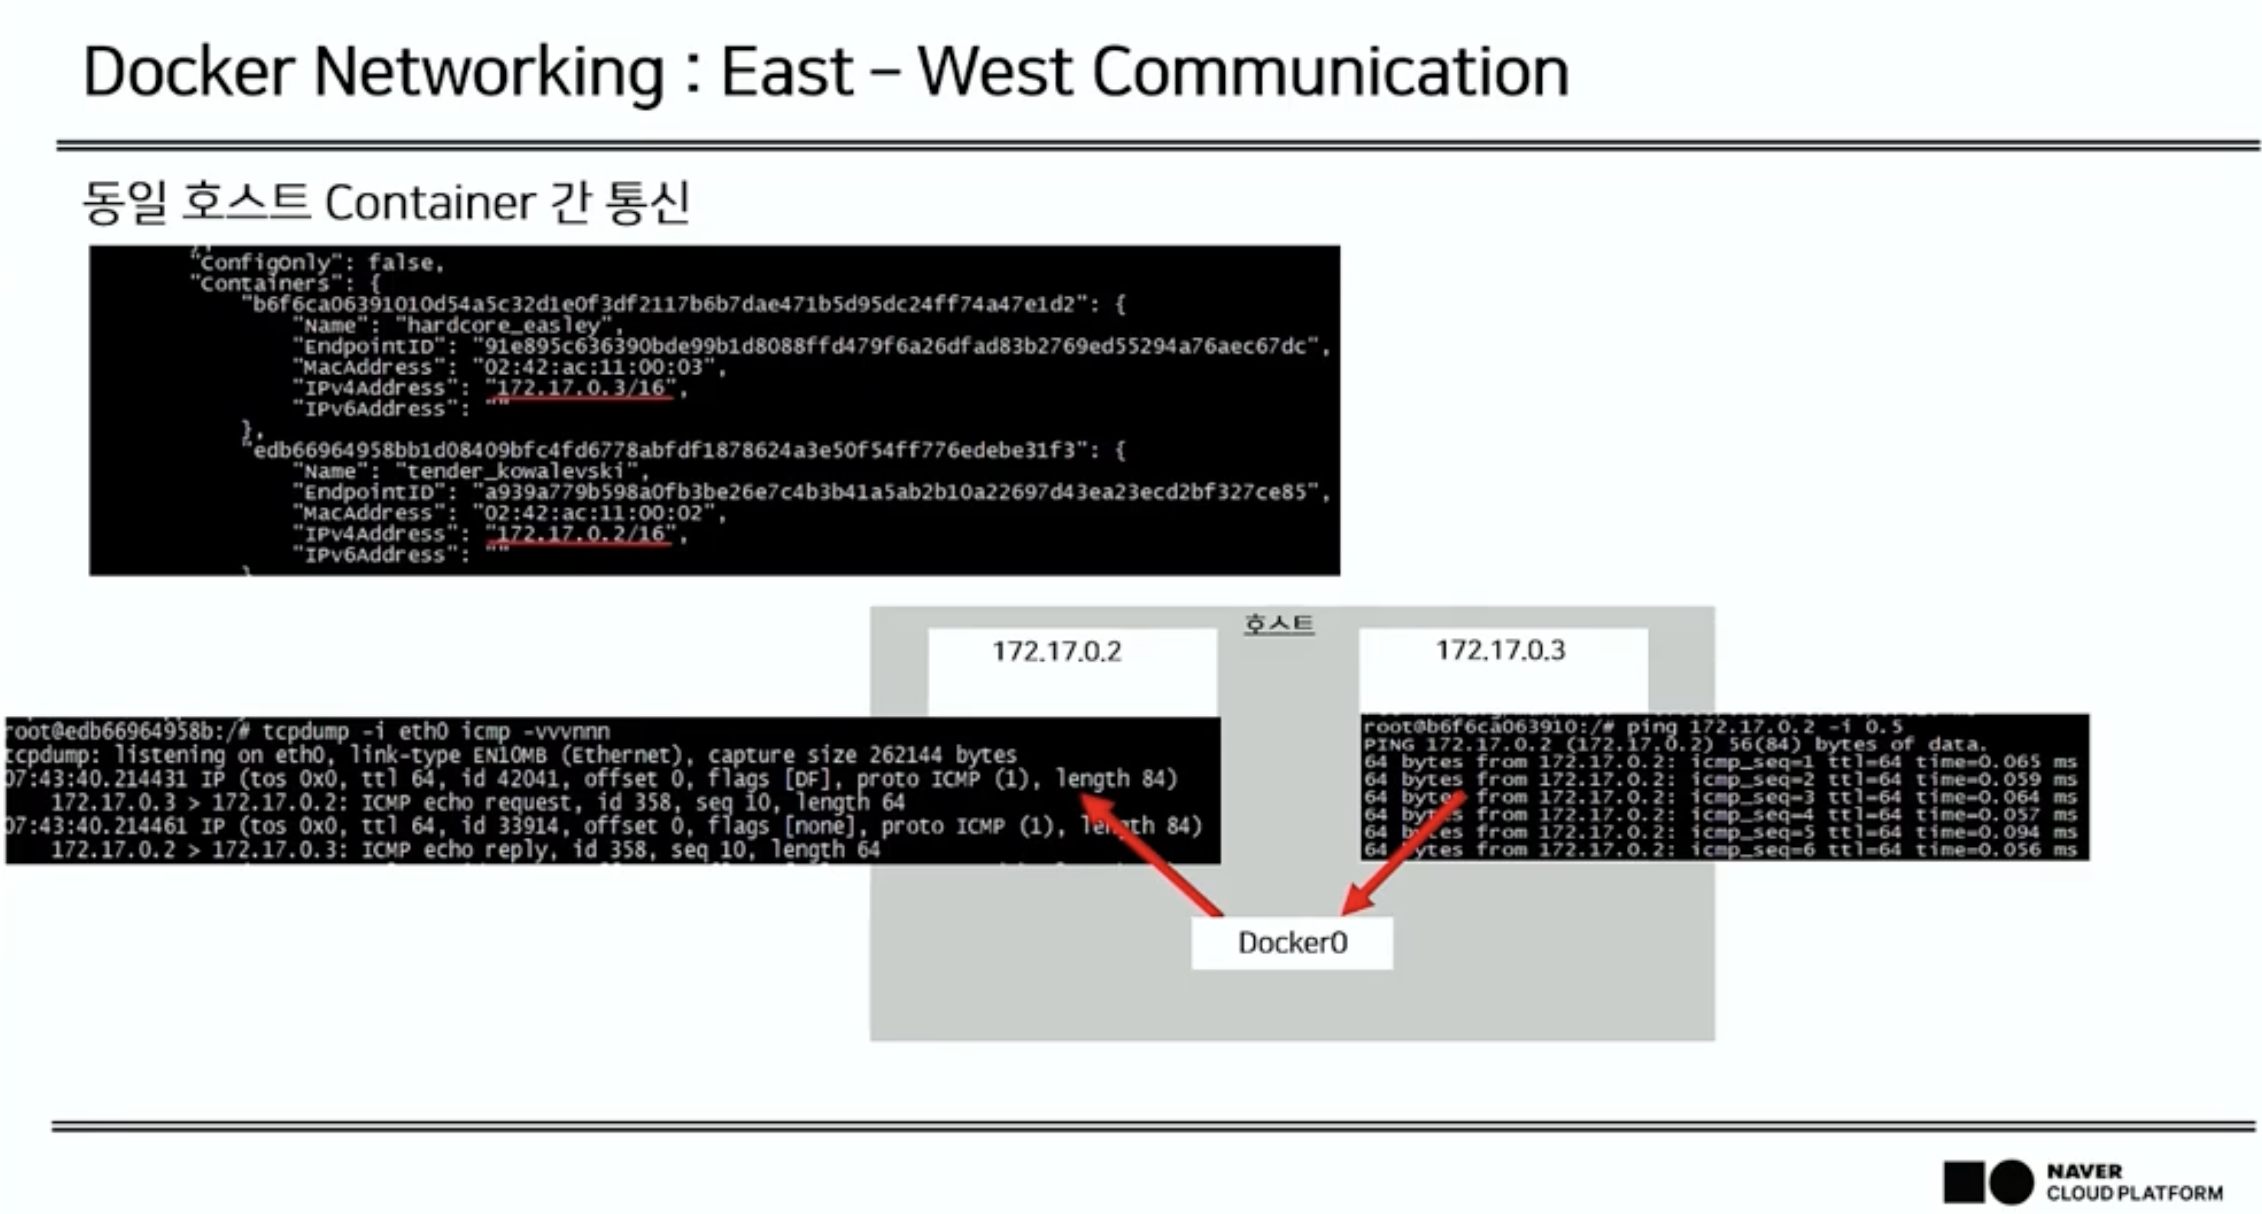 Docker Networking : East – West Communication
동일 호스트 Container 간 통신
"ConfigOnly": false,
"Containers": {
"b6f6ca06391010d54a5c32d1e0f3df2117b6b7dae471b5d95dc24ff74a47e1d2": {
"Name": "hardcore_easley",
"EndpointID": "91e895c636390bde99b1d8088ffd479f6a26dfad83b2769ed55294a76aec67dc",
"MacAddress": "02:42:ac:11:00:03",
"IPv4Address": "172.17.0.3/16",
"IPv6Address": ""
},
"edb66964958bb1d08409bfc4fd6778abfdf1878624a3e50f54ff776edebe31f3": {
"Name": "tender_kowalevski",
"EndpointID": "a939a779b598a0fb3be26e7c4b3b41a5ab2b10a22697d43ea23ecd2bf327ce85",
"MacAddress": "02:42:ac:11:00:02",
"IPv4Address": "172.17.0.2/16",
"IPv6Address": ""
}
호스트
172.17.0.2
172.17.0.3
root@edb66964958b:/# tcpdump -i eth0 icmp -vvvnnn
tcpdump: listening on eth0, link-type EN10MB (Ethernet), capture size 262144 bytes
07:43:40.214431 IP (tos 0x0, ttl 64, id 42041, offset 0, flags [DF], proto ICMP (1), length 84)
172.17.0.3 > 172.17.0.2: ICMP echo request, id 358, seq 10, length 64
07:43:40.214461 IP (tos 0x0, ttl 64, id 33914, offset 0, flags [none], proto ICMP (1), length 84)
172.17.0.2 > 172.17.0.3: ICMP echo reply, id 358, seq 10, length 64
root@b6f6ca063910:/# ping 172.17.0.2 -i 0.5
PING 172.17.0.2 (172.17.0.2) 56(84) bytes of data.
64 bytes from 172.17.0.2: icmp_seq=1 ttl=64 time=0.065 ms
64 bytes from 172.17.0.2: icmp_seq=2 ttl=64 time=0.059 ms
64 bytes from 172.17.0.2: icmp_seq=3 ttl=64 time=0.064 ms
64 bytes from 172.17.0.2: icmp_seq=4 ttl=64 time=0.057 ms
64 bytes from 172.17.0.2: icmp_seq=5 ttl=64 time=0.094 ms
64 bytes from 172.17.0.2: icmp_seq=6 ttl=64 time=0.056 ms
Docker0
NAVER
CLOUD PLATFORM